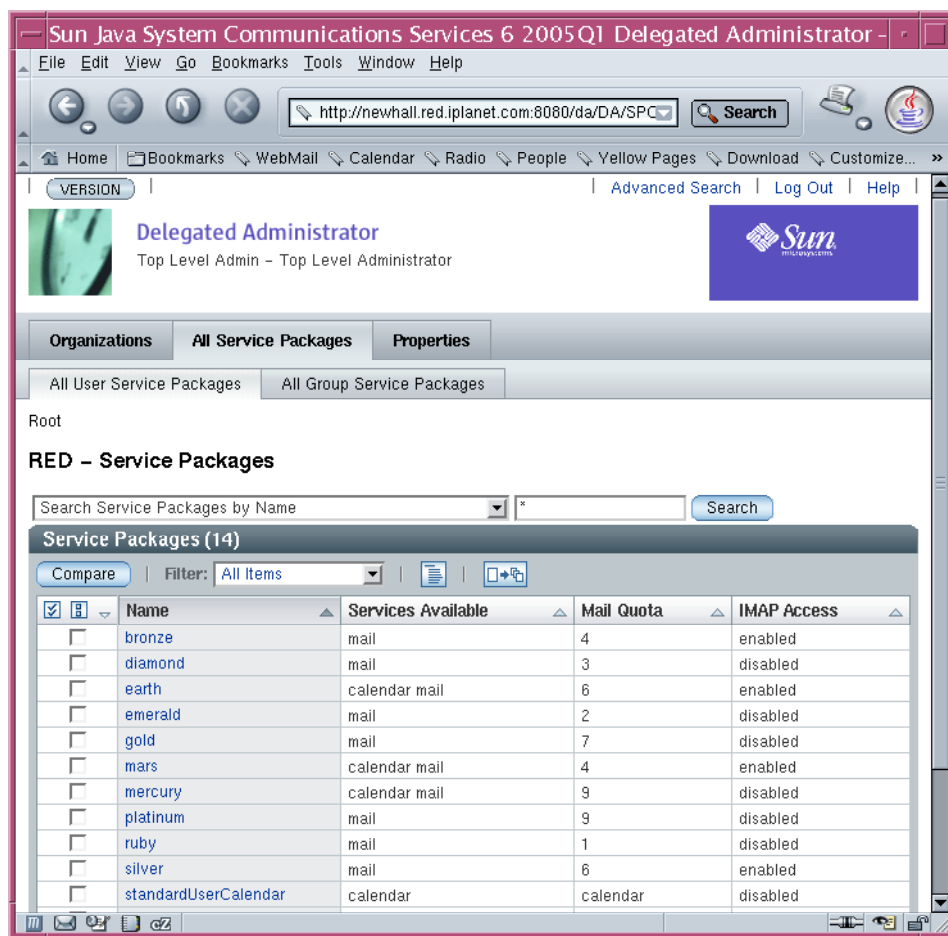 Sun Java System Communications Services 6 2005Q1 Delegated Administrator –
File Edit View Go Bookmarks Tools Window Help
http://newhall.red.iplanet.com:8080/da/DA/SPC Search
Home Bookmarks WebMail Calendar Radio People Yellow Pages Download Customize... »
VERSION | Advanced Search | Log Out | Help |
Delegated Administrator
Top Level Admin – Top Level Administrator
Sun
microsystems
Organizations All Service Packages Properties
All User Service Packages All Group Service Packages
Root
RED – Service Packages
Search Service Packages by Name * Search
Service Packages (14)
Compare | Filter: All Items
Name Services Available Mail Quota IMAP Access
bronze mail 4 enabled
diamond mail 3 disabled
earth calendar mail 6 enabled
emerald mail 2 disabled
gold mail 7 disabled
mars calendar mail 4 enabled
mercury calendar mail 9 disabled
platinum mail 9 disabled
ruby mail 1 disabled
silver mail 6 enabled
standardUserCalendar calendar calendar disabled